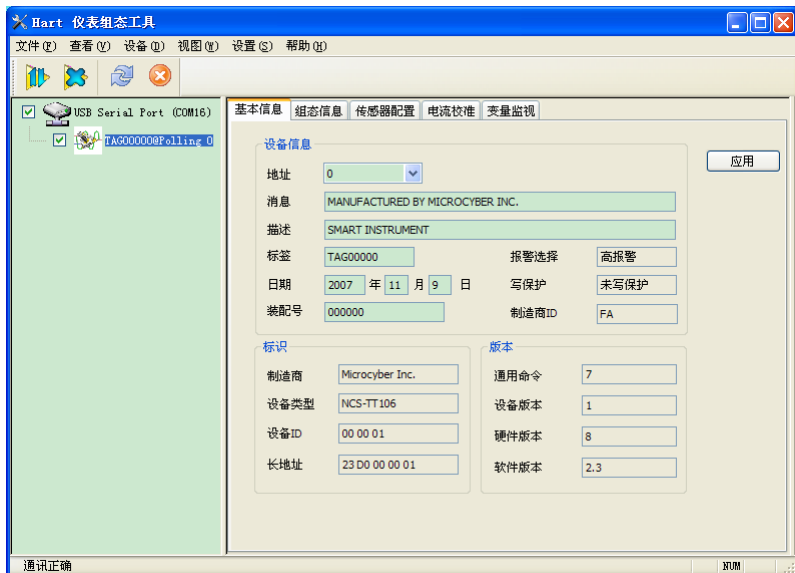 Hart 仪表组态工具
文件(F) 查看(V) 设备(D) 视图(W) 设置(S) 帮助(H)
USB Serial Port (COM16)
TAG00000@Polling 0
基本信息 组态信息 传感器配置 电流校准 变量监视
设备信息
应用
地址 0
消息 MANUFACTURED BY MICROCYBER INC.
描述 SMART INSTRUMENT
标签 TAG00000 报警选择 高报警
日期 2007 年 11 月 9 日 写保护 未写保护
装配号 000000 制造商ID FA
标识 版本
制造商 Microcyber Inc. 通用命令 7
设备类型 NCS-TT106 设备版本 1
设备ID 00 00 01 硬件版本 8
长地址 23 D0 00 00 01 软件版本 2.3
通讯正确 NUM